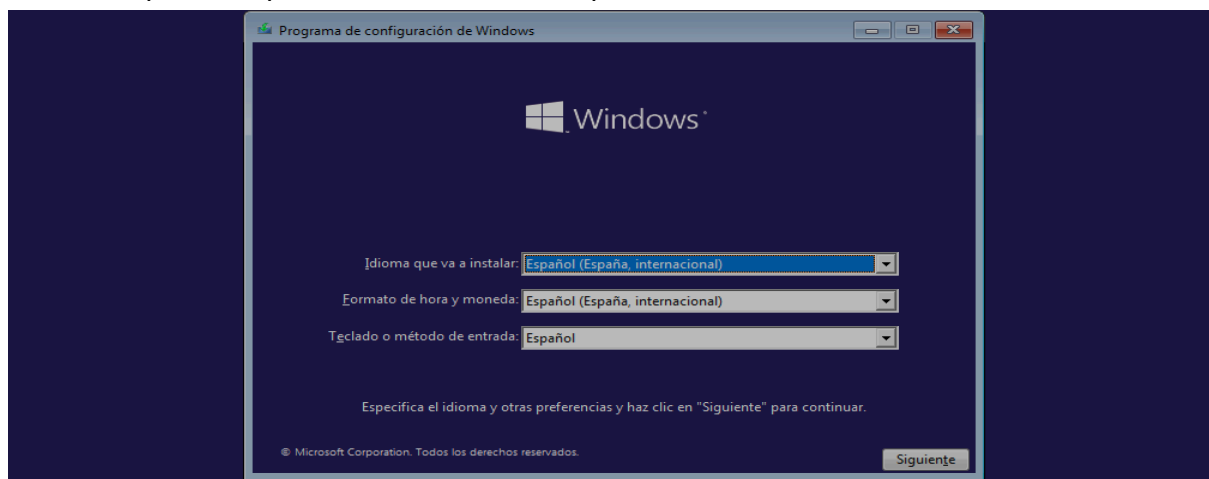 Programa de configuración de Windows
Windows
Idioma que va a instalar: Español (España, internacional)
Formato de hora y moneda: Español (España, internacional)
Teclado o método de entrada: Español
Especifica el idioma y otras preferencias y haz clic en "Siguiente" para continuar.
© Microsoft Corporation. Todos los derechos reservados.
Siguiente